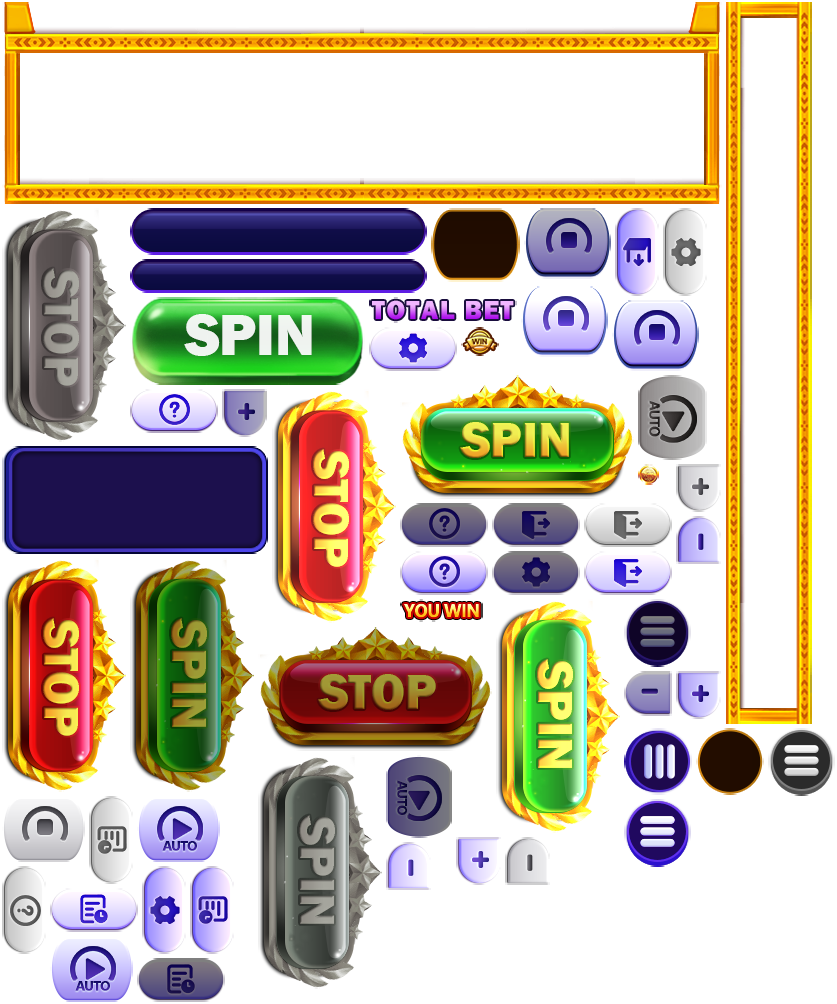 STOP
SPIN
TOTAL BET
WIN
?
+
STOP
SPIN
AUTO
+
?
?
YOU WIN
STOP
SPIN
STOP
SPIN
+
SPIN
AUTO
+
AUTO
?
AUTO